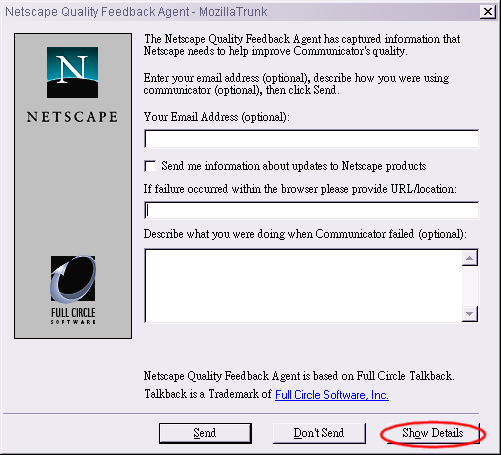 Netscape Quality Feedback Agent - MozillaTrunk
N
NETSCAPE
FULL CIRCLE
SOFTWARE
The Netscape Quality Feedback Agent has captured information that
Netscape needs to help improve Communicator's quality.
Enter your email address (optional), describe how you were using
communicator (optional), then click Send.
Your Email Address (optional):
Send me information about updates to Netscape products
If failure occurred within the browser please provide URL/location:
Describe what you were doing when Communicator failed (optional):
Netscape Quality Feedback Agent is based on Full Circle Talkback.
Talkback is a Trademark of Full Circle Software, Inc.
Send
Don't Send
Show Details